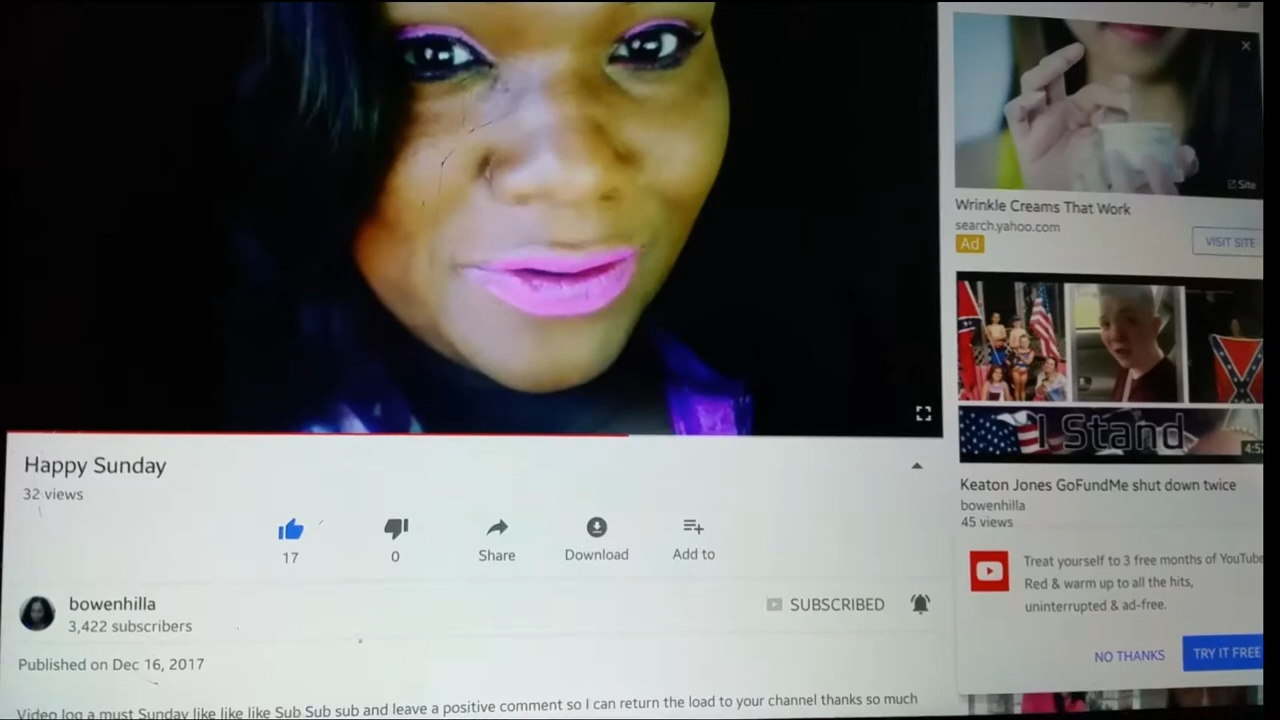 Happy Sunday
32 views
17
0
Share
Download
Add to
bowenhilla
3,422 subscribers
SUBSCRIBED
Published on Dec 16, 2017
Video log a must Sunday like like like Sub Sub sub and leave a positive comment so I can return the load to your channel thanks so much
Site
Wrinkle Creams That Work
search.yahoo.com
Ad
VISIT SITE
I Stand
4:5
Keaton Jones GoFundMe shut down twice
bowenhilla
45 views
Treat yourself to 3 free months of YouTube
Red & warm up to all the hits,
uninterrupted & ad-free.
NO THANKS
TRY IT FREE